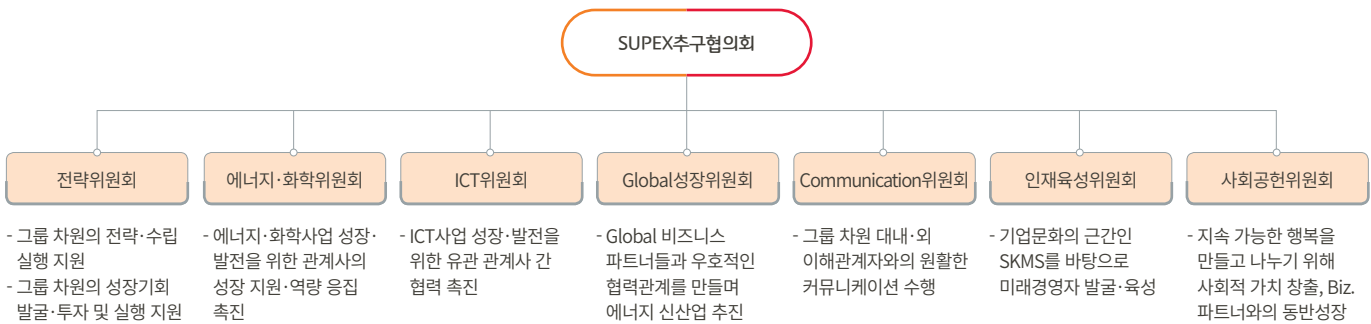 SUPEX추구협의회
전략위원회
- 그룹 차원의 전략·수립
실행 지원
- 그룹 차원의 성장기회
발굴·투자 및 실행 지원
에너지·화학위원회
- 에너지·화학사업 성장·
발전을 위한 관계사의
성장 지원·역량 응집
촉진
ICT위원회
- ICT사업 성장·발전을
위한 유관 관계사 간
협력 촉진
Global성장위원회
- Global 비즈니스
파트너들과 우호적인
협력관계를 만들며
에너지 신산업 추진
Communication위원회
- 그룹 차원 대내·외
이해관계자와의 원활한
커뮤니케이션 수행
인재육성위원회
- 기업문화의 근간인
SKMS를 바탕으로
미래경영자 발굴·육성
사회공헌위원회
- 지속 가능한 행복을
만들고 나누기 위해
사회적 가치 창출, Biz.
파트너와의 동반성장